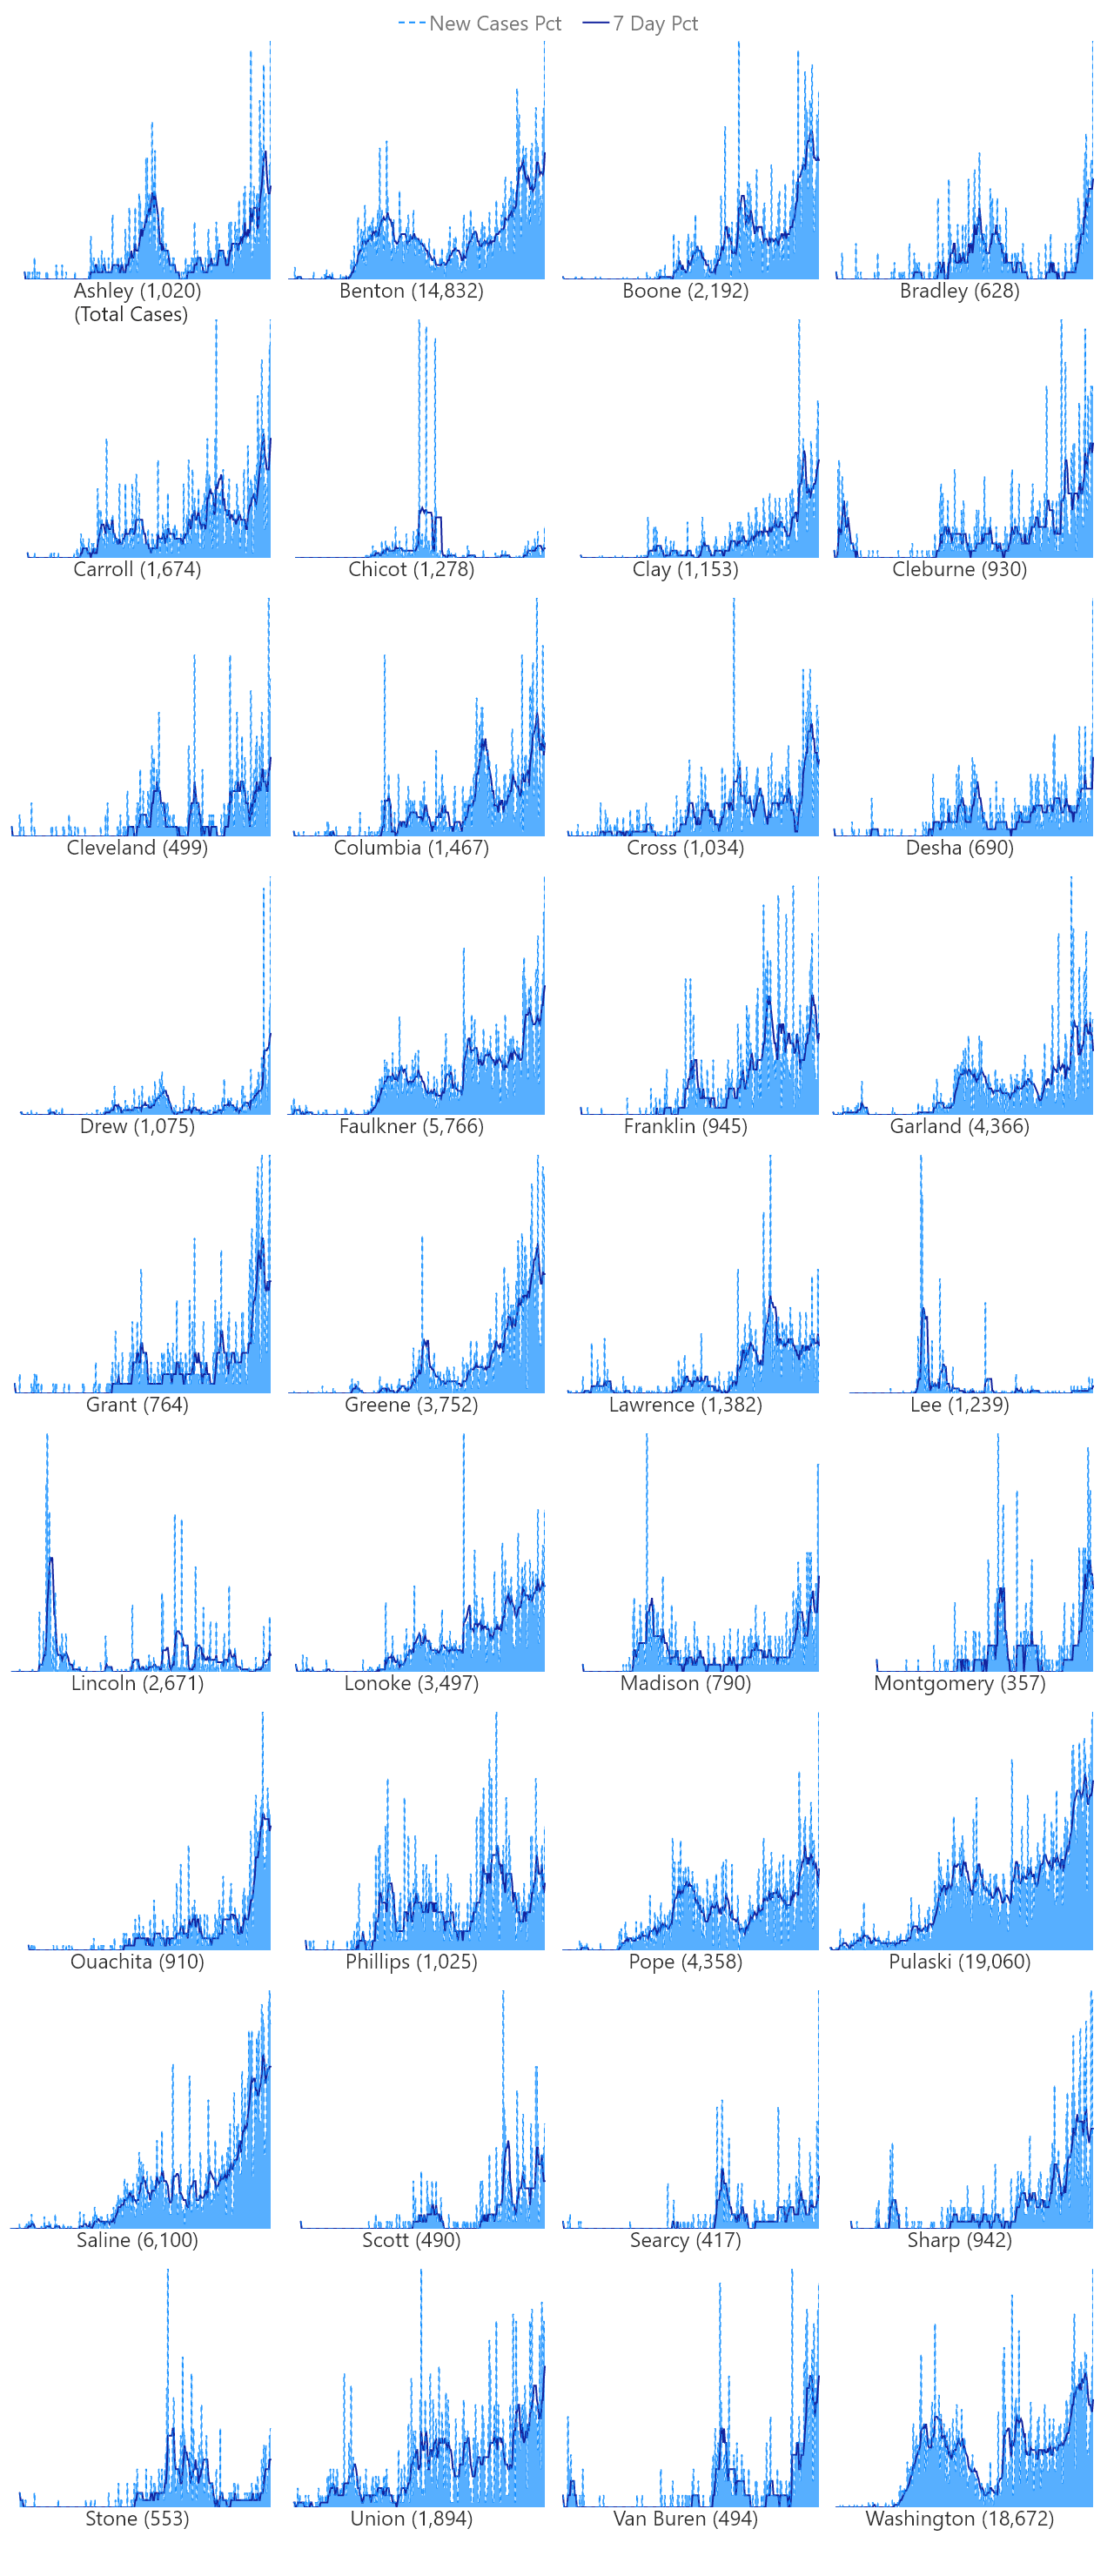 New Cases Pct 7 Day Pct
Ashley (1,020) Benton (14,832) Boone (2,192) Bradley (628)
(Total Cases)
Carroll (1,674) Chicot (1,278) Clay (1,153) Cleburne (930)
Cleveland (499) Columbia (1,467) Cross (1,034) Desha (690)
Drew (1,075) Faulkner (5,766) Franklin (945) Garland (4,366)
Grant (764) Greene (3,752) Lawrence (1,382) Lee (1,239)
Lincoln (2,671) Lonoke (3,497) Madison (790) Montgomery (357)
Ouachita (910) Phillips (1,025) Pope (4,358) Pulaski (19,060)
Saline (6,100) Scott (490) Searcy (417) Sharp (942)
Stone (553) Union (1,894) Van Buren (494) Washington (18,672)